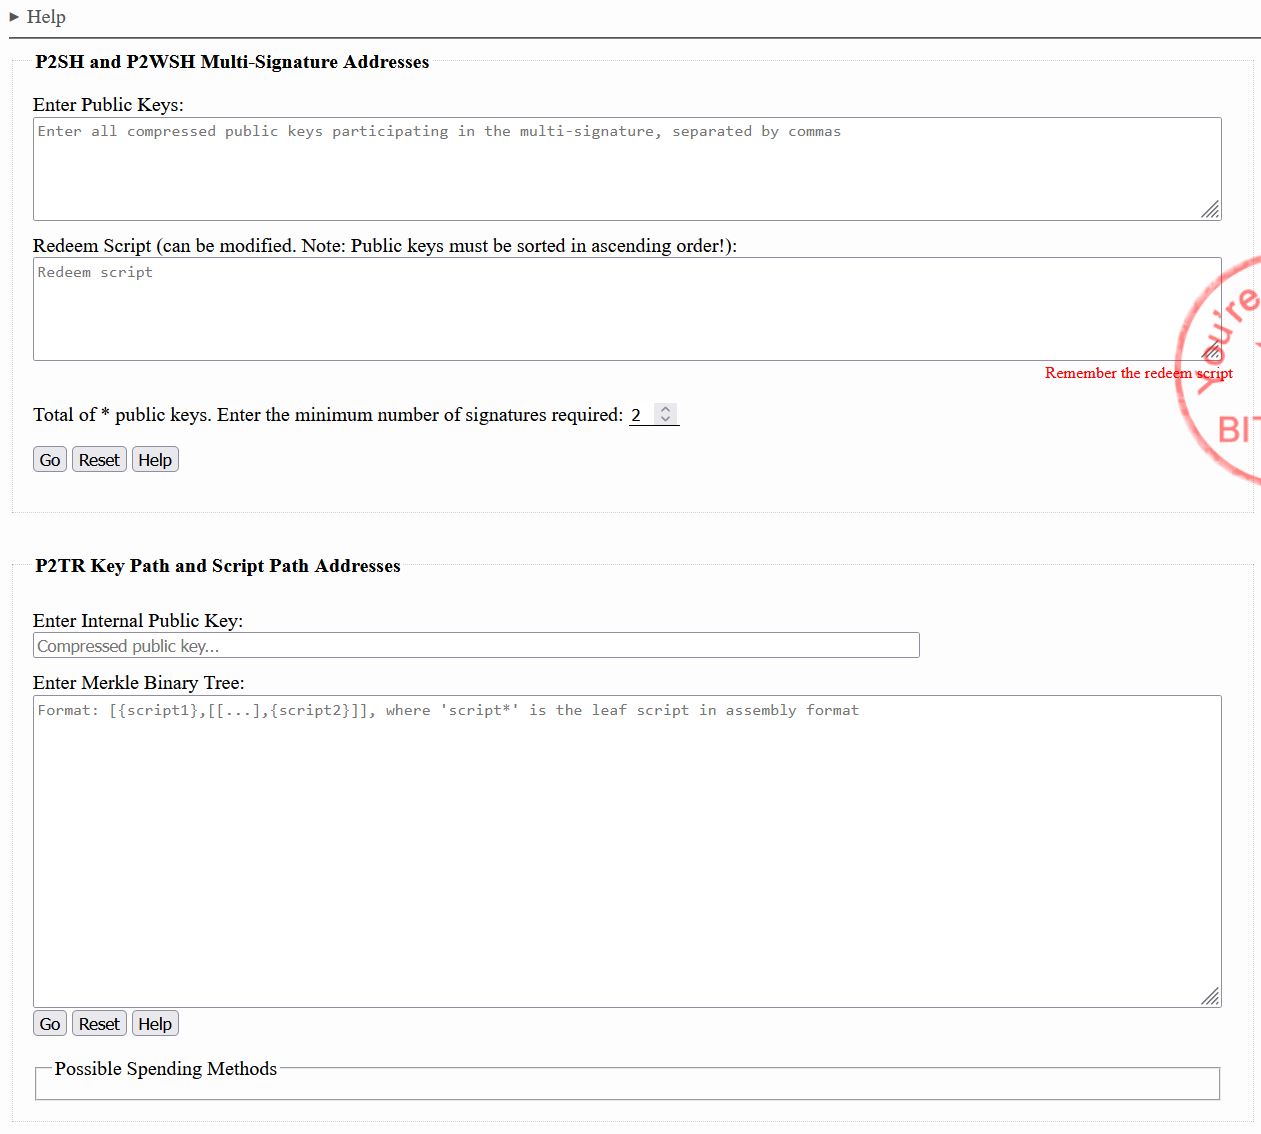 Help
P2SH and P2WSH Multi-Signature Addresses
Enter Public Keys:
Enter all compressed public keys participating in the multi-signature, separated by commas
Redeem Script (can be modified. Note: Public keys must be sorted in ascending order!):
Redeem script
You're
BIT
Remember the redeem script
Total of * public keys. Enter the minimum number of signatures required: 2
Go Reset Help
P2TR Key Path and Script Path Addresses
Enter Internal Public Key:
Compressed public key...
Enter Merkle Binary Tree:
Format: [{script1},[[...],{script2}]], where 'script*' is the leaf script in assembly format
Go Reset Help
Possible Spending Methods